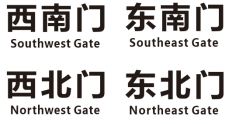 西南门 东南门
Southwest Gate Southeast Gate
西北门 东北门
Northwest Gate Northeast Gate